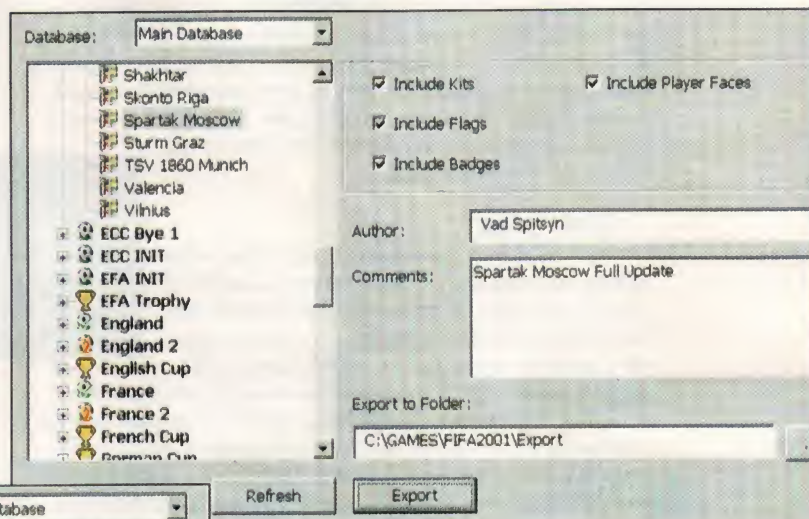 Database: Main Database
Shakhtar
Skonto Riga
Spartak Moscow
Sturm Graz
TSV 1860 Munich
Valencia
Vilnius
ECC Bye 1
ECC INIT
EFA INIT
EFA Trophy
England
England 2
English Cup
France
France 2
French Cup
German Cup
Include Kits
Include Player Faces
Include Flags
Include Badges
Author: Vad Spitsyn
Comments: Spartak Moscow Full Update
Export to Folder:
C:\GAMES\FIFA2001\Export
...
Refresh
Export
tabase